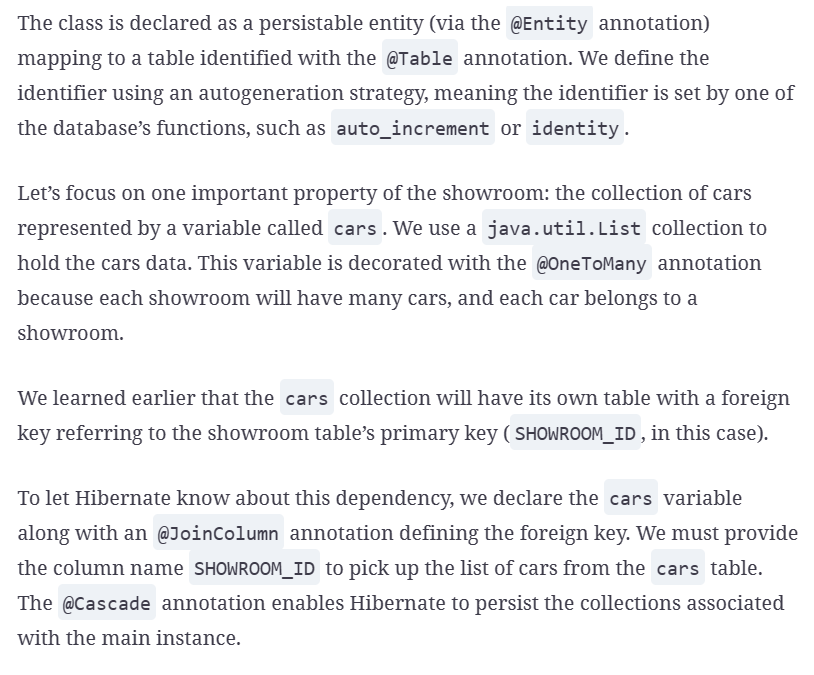 The class is declared as a persistable entity (via the @Entity annotation)
mapping to a table identified with the @Table annotation. We define the
identifier using an autogeneration strategy, meaning the identifier is set by one of
the database’s functions, such as auto_increment or identity.
Let’s focus on one important property of the showroom: the collection of cars
represented by a variable called cars. We use a java.util.List collection to
hold the cars data. This variable is decorated with the @OneToMany annotation
because each showroom will have many cars, and each car belongs to a
showroom.
We learned earlier that the cars collection will have its own table with a foreign
key referring to the showroom table’s primary key (SHOWROOM_ID, in this case).
To let Hibernate know about this dependency, we declare the cars variable
along with an @JoinColumn annotation defining the foreign key. We must provide
the column name SHOWROOM_ID to pick up the list of cars from the cars table.
The @Cascade annotation enables Hibernate to persist the collections associated
with the main instance.